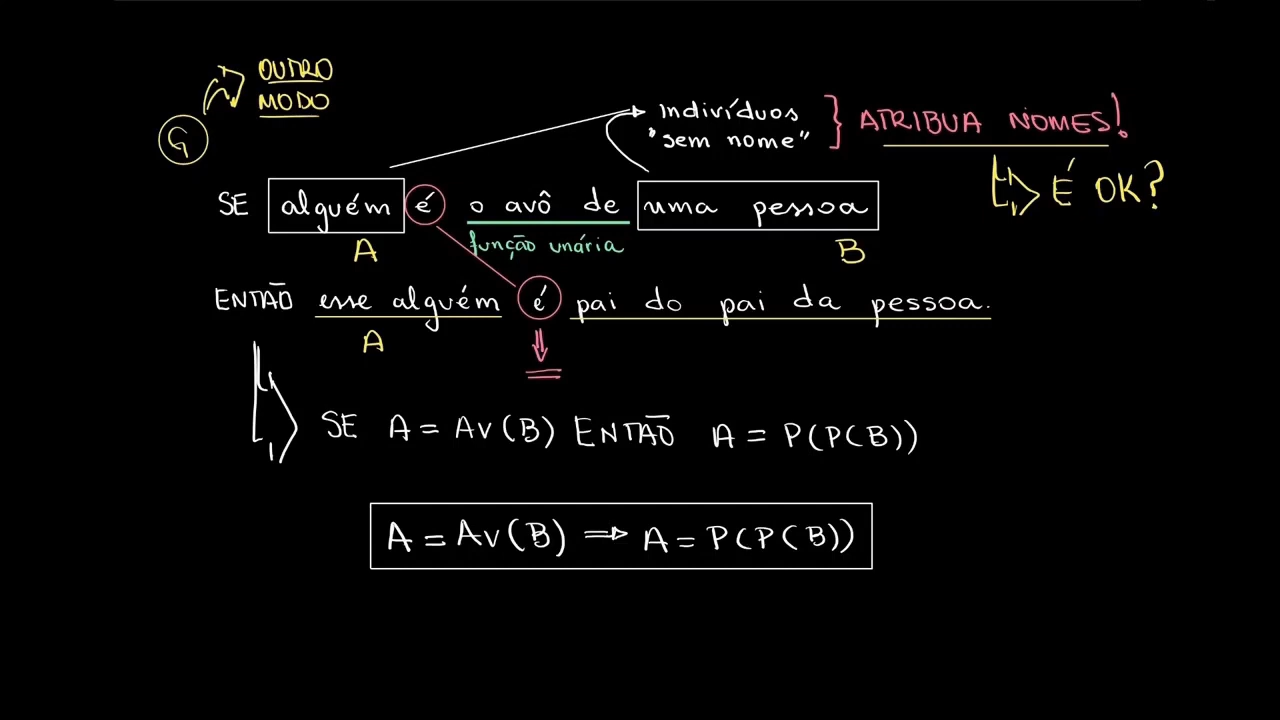 G
OUTRO
MODO
indivíduos
"sem nome"
ATRIBUA NOMES!
É OK?
SE alguém é o avô de uma pessoa
função unária
A
B
ENTÃO esse alguém é pai do pai da pessoa.
A
SE A = Av(B) ENTÃO A = P(P(B))
A = Av(B) ⇒ A = P(P(B))